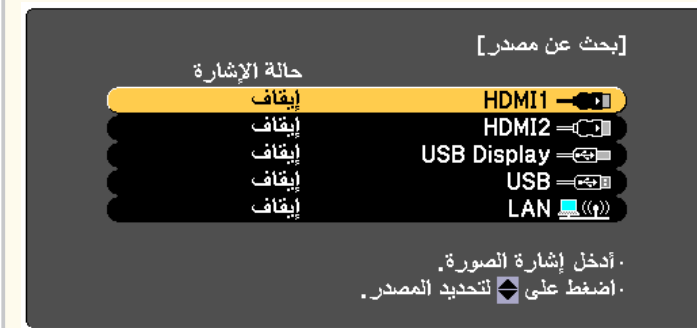 [بحث عن مصدر]
حالة الإشارة
HDMI1 إيقاف
HDMI2 إيقاف
USB Display إيقاف
USB إيقاف
LAN إيقاف
·أدخل إشارة الصورة.
·اضغط على لتحديد المصدر.